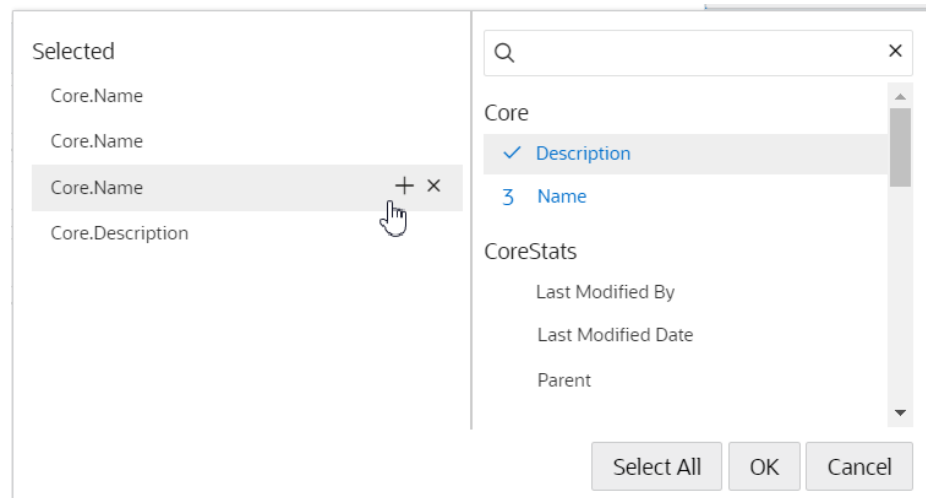 Selected
Core.Name
Core.Name
Core.Name
Core.Description
Core
Description
3 Name
CoreStats
Last Modified By
Last Modified Date
Parent
Select All
OK
Cancel